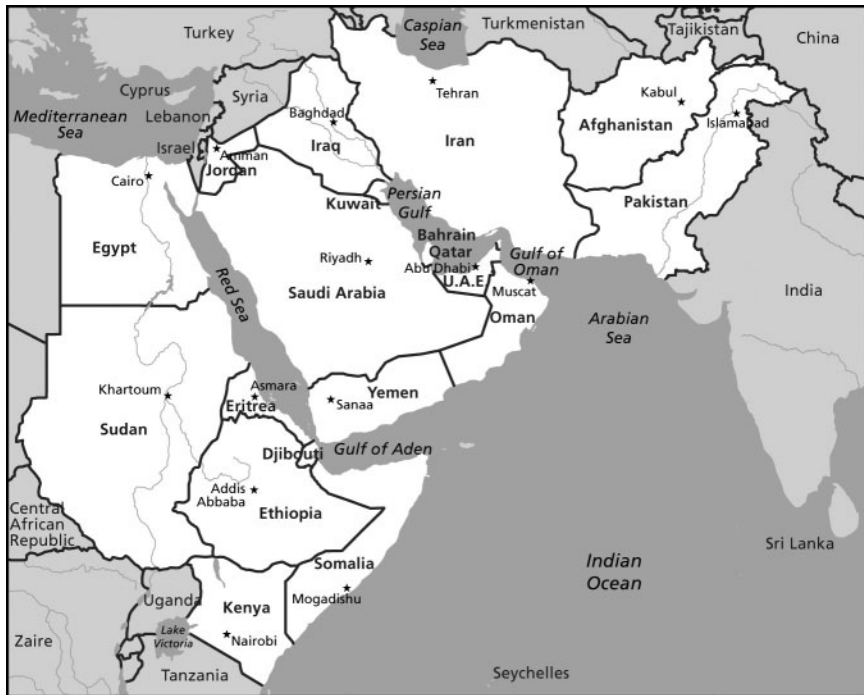 Caspian
Sea
Turkmenistan
Tajikistan
China
Turkey
Cyprus
Syria
Tehran
Kabul
Mediterranean
Sea
Lebanon
Baghdad
Afghanistan
Islamabad
Israel
Amman
Iraq
Iran
Jordan
Cairo
Kuwait
Persian
Gulf
Pakistan
Egypt
Bahrain
Qatar
Gulf of
Oman
Riyadh
Abu Dhabi
U.A.E
Muscat
India
Red Sea
Saudi Arabia
Oman
Arabian
Sea
Khartoum
Asmara
Eritrea
Yemen
Sanaa
Sudan
Djibouti
Gulf of Aden
Addis
Abbaba
Ethiopia
Central
African
Republic
Sri Lanka
Somalia
Indian
Ocean
Uganda
Kenya
Mogadishu
Zaire
Lake
Victoria
Nairobi
Tanzania
Seychelles